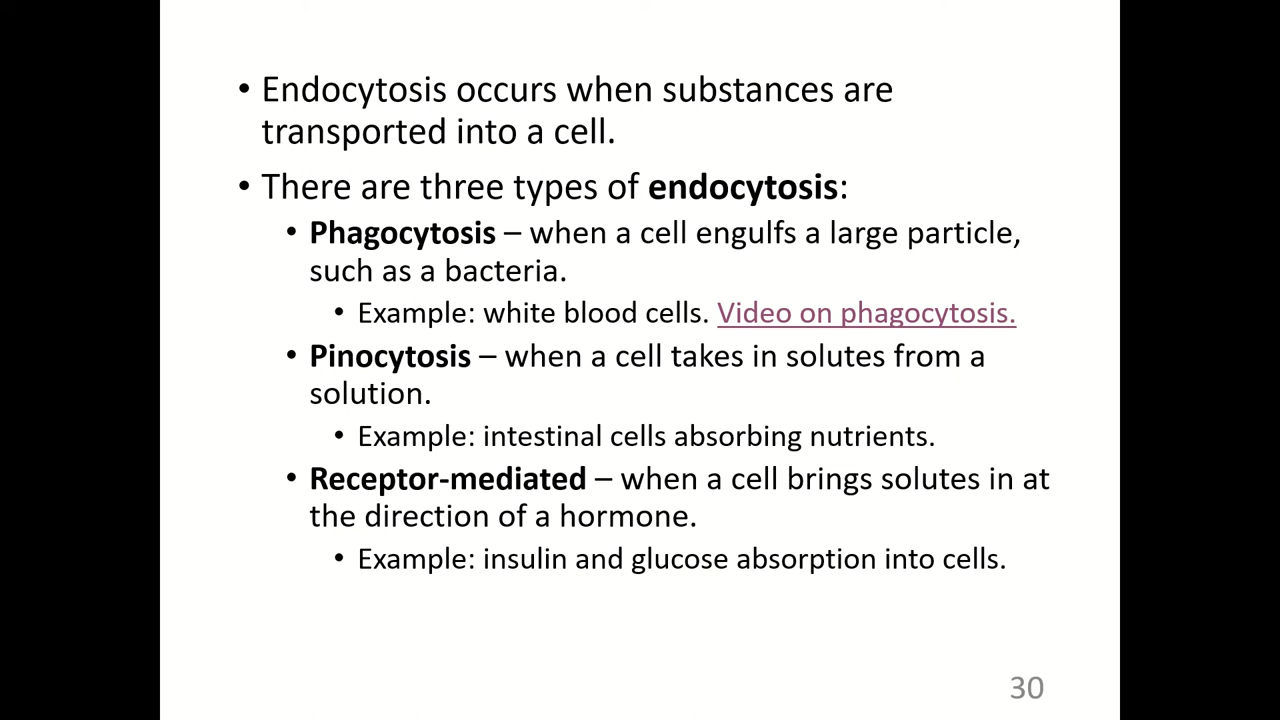 • Endocytosis occurs when substances are
transported into a cell.
• There are three types of endocytosis:
• Phagocytosis – when a cell engulfs a large particle,
such as a bacteria.
• Example: white blood cells. Video on phagocytosis.
• Pinocytosis – when a cell takes in solutes from a
solution.
• Example: intestinal cells absorbing nutrients.
• Receptor-mediated – when a cell brings solutes in at
the direction of a hormone.
• Example: insulin and glucose absorption into cells.
30